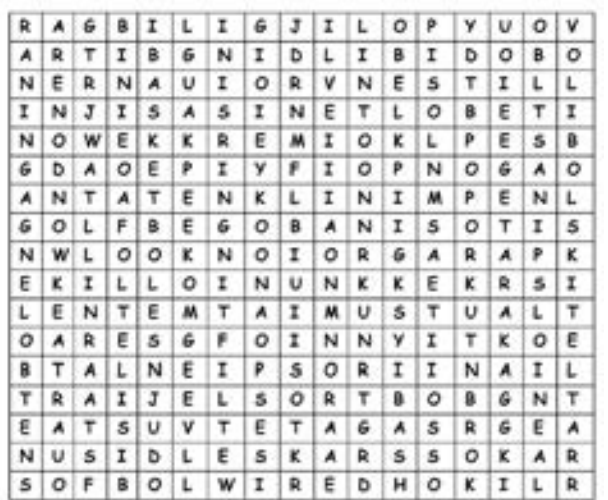 R A G B I L I G J I L O P Y U O V
A R T I B G N I D L I B I D O B O
N E R N A U I O R V N E S T I L L
I N J I S A S I N E T L O B E T I
N O W E K K R E M I O K L P E S B
G D A O E P I Y F I O P N O G A O
A N T A T E N K L I N I M P E N L
G O L F B E G O B A N I S O T I S
N W L O O K N O I O R G A R A P K
E K I L L O I N U N K K E K R S I
L E N T E M T A I M U S T U A L T
O A R E S G F O I N N Y I T K O E
B T A L N E I P S O R I I N A I L
T R A I J E L S O R T B O B G N T
E A T S U V T E T A G A S R G E A
N U S I D L E S K A R S S O K A R
S O F B O L W I R E D H O K I L R